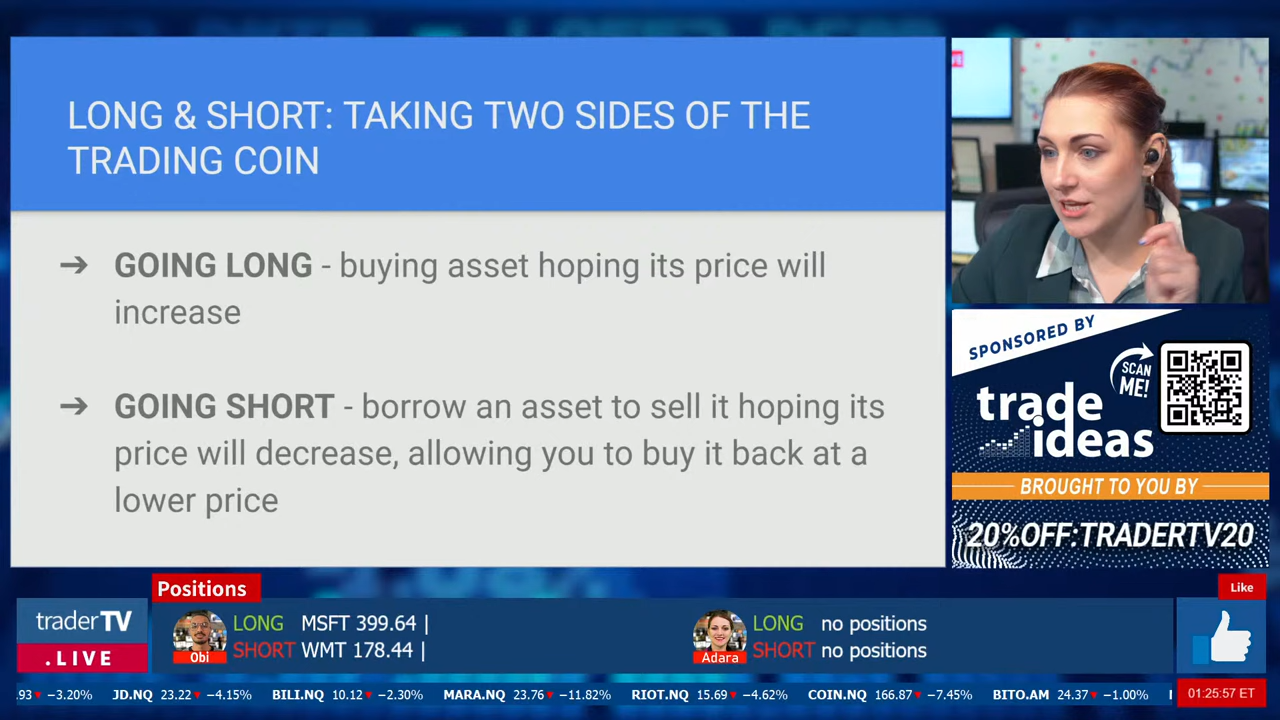 LONG & SHORT: TAKING TWO SIDES OF THE
TRADING COIN
➔ GOING LONG - buying asset hoping its price will
increase
➔ GOING SHORT - borrow an asset to sell it hoping its
price will decrease, allowing you to buy it back at a
lower price
SPONSORED BY
SCAN
ME!
trade
ideas
BROUGHT TO YOU BY
20%OFF:TRADERTV20
Positions
Like
traderTV
.LIVE
Obi
LONG MSFT 399.64 |
SHORT WMT 178.44 |
Adara
LONG no positions
SHORT no positions
.93▼ −3.20% JD.NQ 23.22▼ −4.15% BILI.NQ 10.12▼ −2.30% MARA.NQ 23.76▼ −11.82% RIOT.NQ 15.69▼ −4.62% COIN.NQ 166.87▼ −7.45% BITO.AM 24.37▼ −1.00%
01:25:57 ET